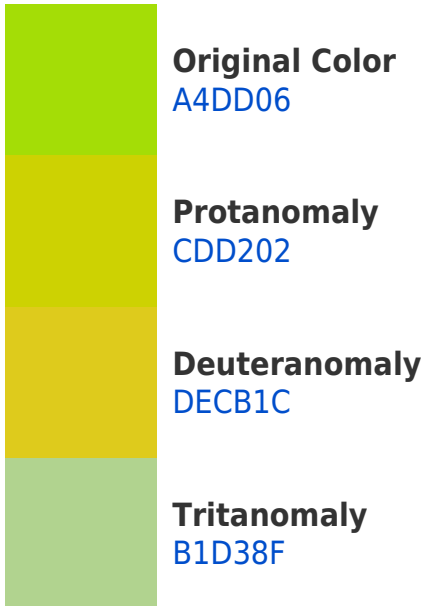 Original Color
A4DD06
Protanomaly
CDD202
Deuteranomaly
DECB1C
Tritanomaly
B1D38F